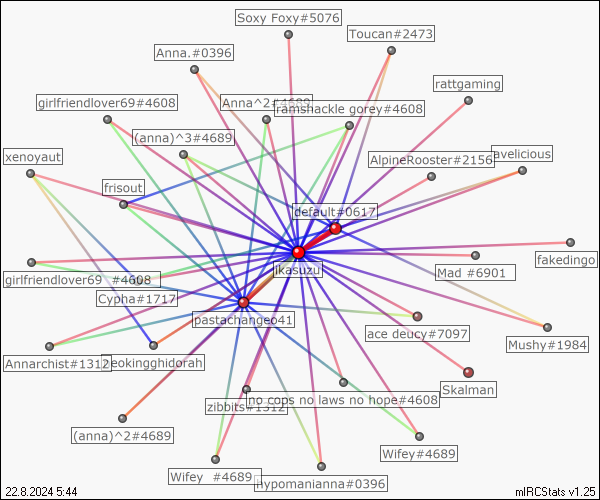 Soxy Foxy#5076
Toucan#2473
Anna.#0396
rattgaming
girlfriendlover69#4608
Anna^2#4689
ramshackle gorey#4608
(anna)^3#4689
xenoyaut
AlpineRooster#2156
avelicious
frisout
default#0617
fakedingo
jkasuzu
girlfriendlover69 #4608
Mad #6901
Cypha#1717
pastachangeo41
ace deucy#7097
Mushy#1984
Annarchist#1312
neokingghidorah
Skalman
no cops no laws no hope#4608
zibbits#1312
(anna)^2#4689
Wifey#4689
Wifey #4689
hypomanianna#0396
22.8.2024 5:44
mIRCStats v1.25